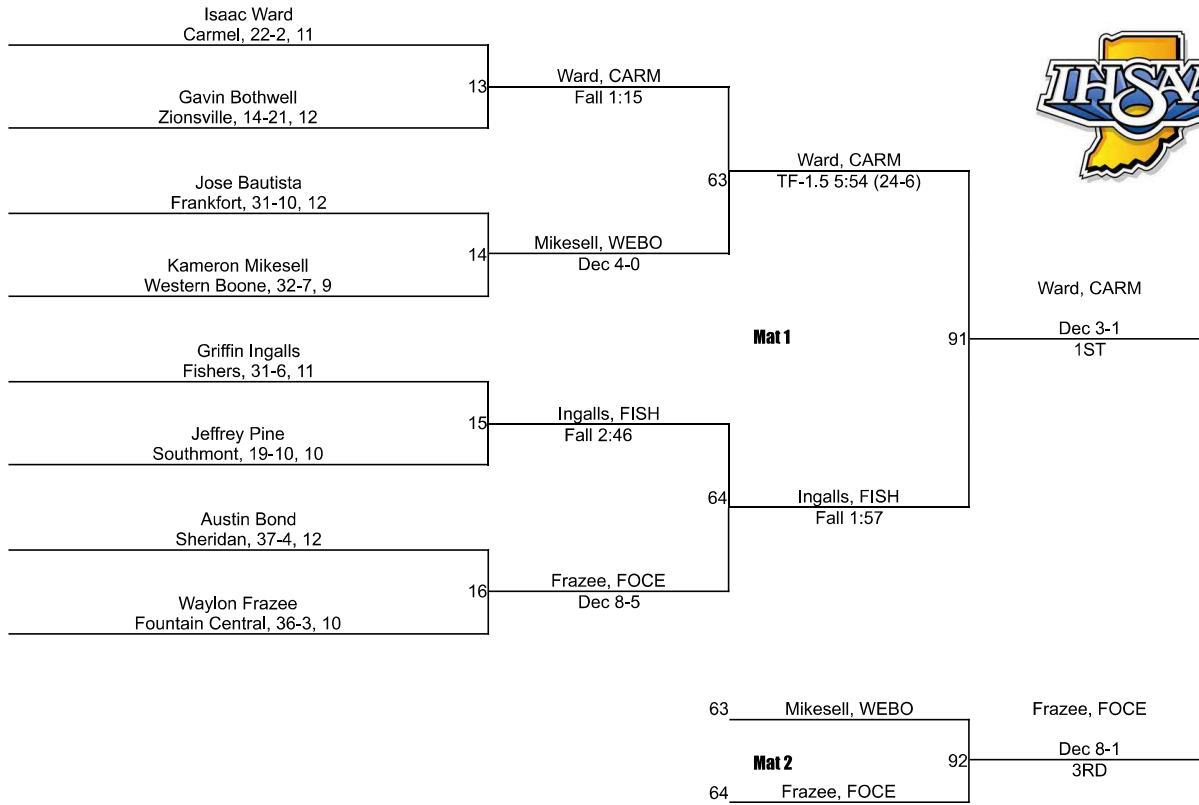 Isaac Ward
Carmel, 22-2, 11
13
Ward, CARM
Fall 1:15
Gavin Bothwell
Zionsville, 14-21, 12
63
Ward, CARM
TF-1.5 5:54 (24-6)
Jose Bautista
Frankfort, 31-10, 12
14
Mikesell, WEBO
Dec 4-0
Kameron Mikesell
Western Boone, 32-7, 9
Mat 1
91
Ward, CARM
Dec 3-1
1ST
Griffin Ingalls
Fishers, 31-6, 11
15
Ingalls, FISH
Fall 2:46
Jeffrey Pine
Southmont, 19-10, 10
64
Ingalls, FISH
Fall 1:57
Austin Bond
Sheridan, 37-4, 12
16
Frazee, FOCE
Dec 8-5
Waylon Frazee
Fountain Central, 36-3, 10
63
Mikesell, WEBO
Mat 2
92
Frazee, FOCE
Dec 8-1
3RD
64
Frazee, FOCE
IHSAA